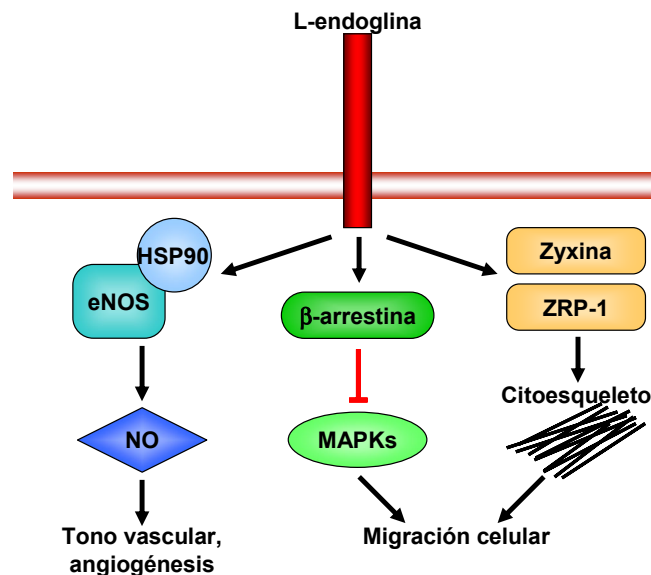 L-endoglina
HSP90
eNOS
β-arrestina
Zyxina
ZRP-1
NO
MAPKs
Citoesqueleto
Tono vascular,
angiogénesis
Migración celular